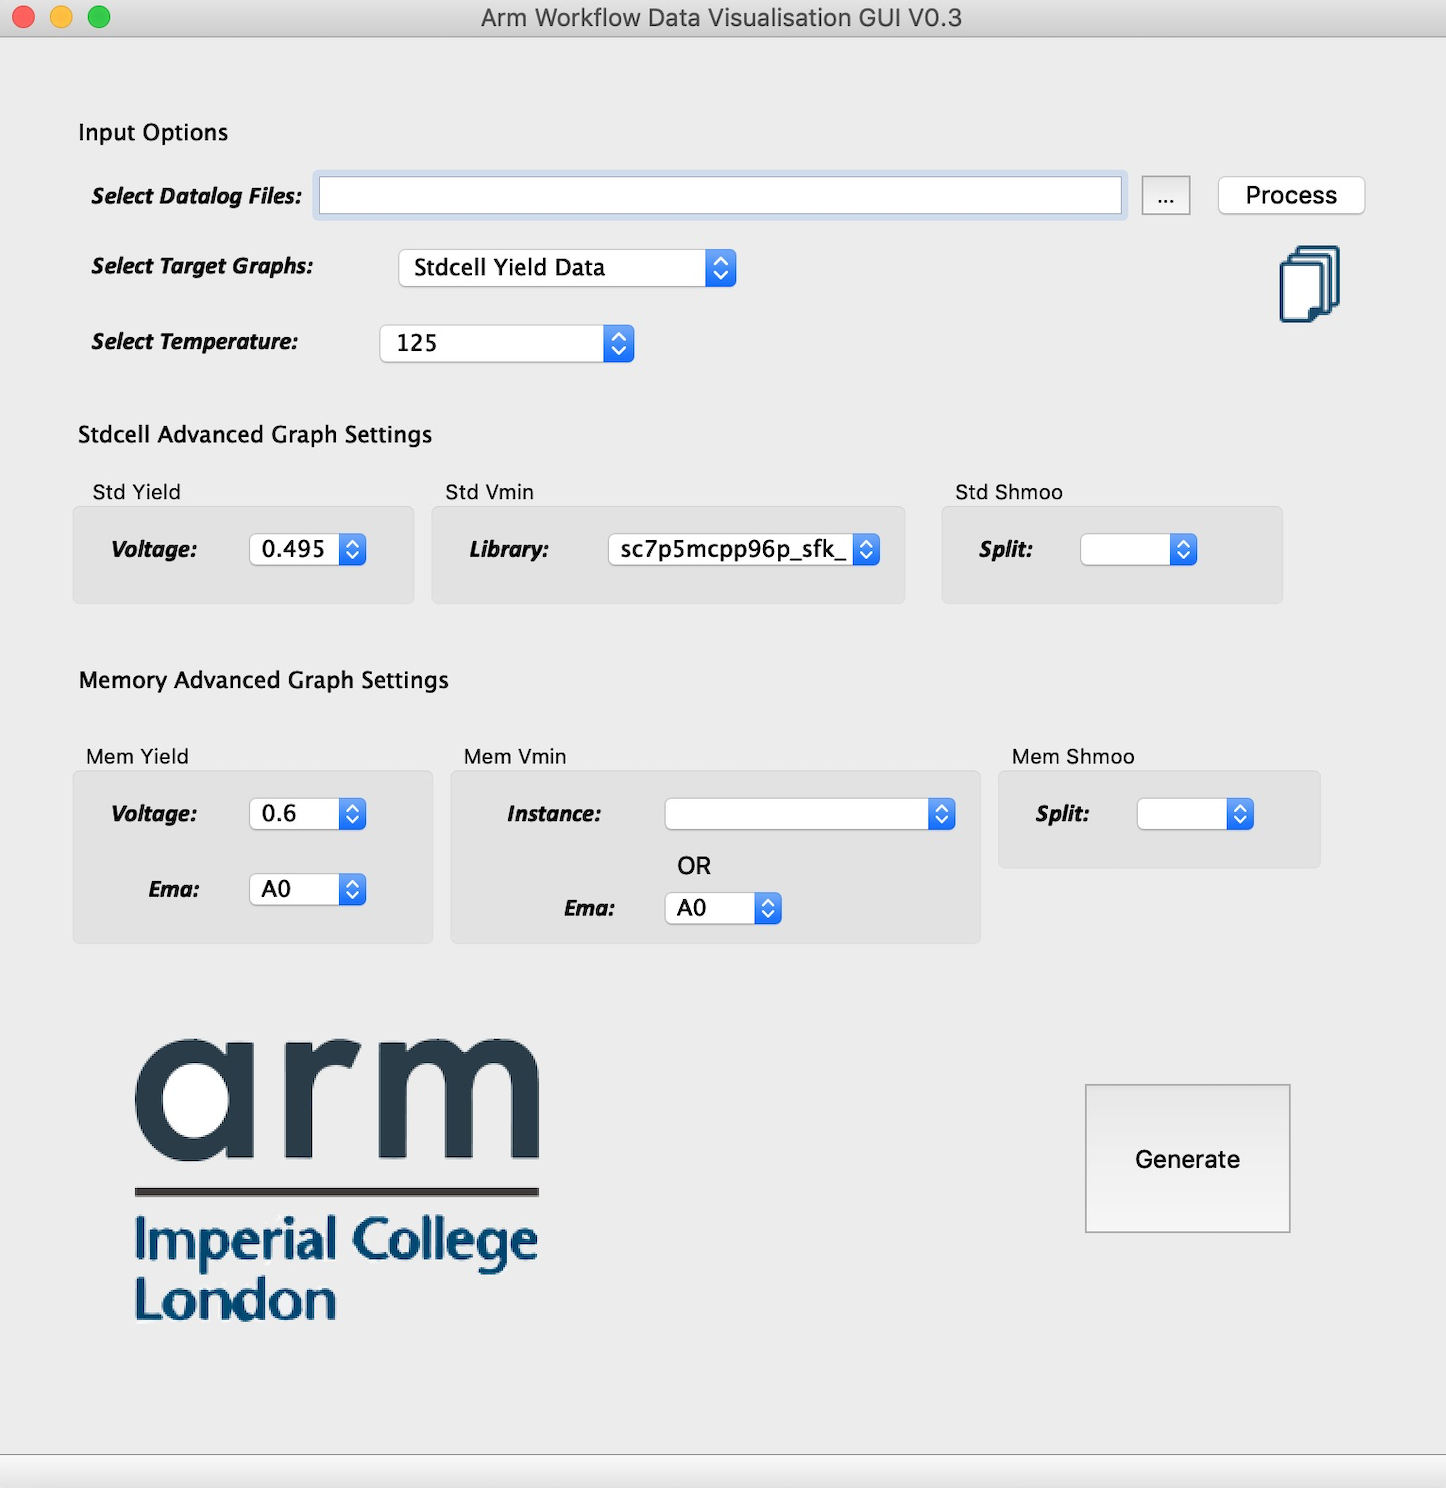 Arm Workflow Data Visualisation GUI V0.3
Input Options
Select Datalog Files:
... Process
Select Target Graphs: Stdcell Yield Data
Select Temperature: 125
Stdcell Advanced Graph Settings
Std Yield Std Vmin Std Shmoo
Voltage: 0.495 Library: sc7p5mcpp96p_sfk_ Split:
Memory Advanced Graph Settings
Mem Yield Mem Vmin Mem Shmoo
Voltage: 0.6 Instance: Split:
OR
Ema: A0 Ema: A0
arm
Imperial College
London
Generate